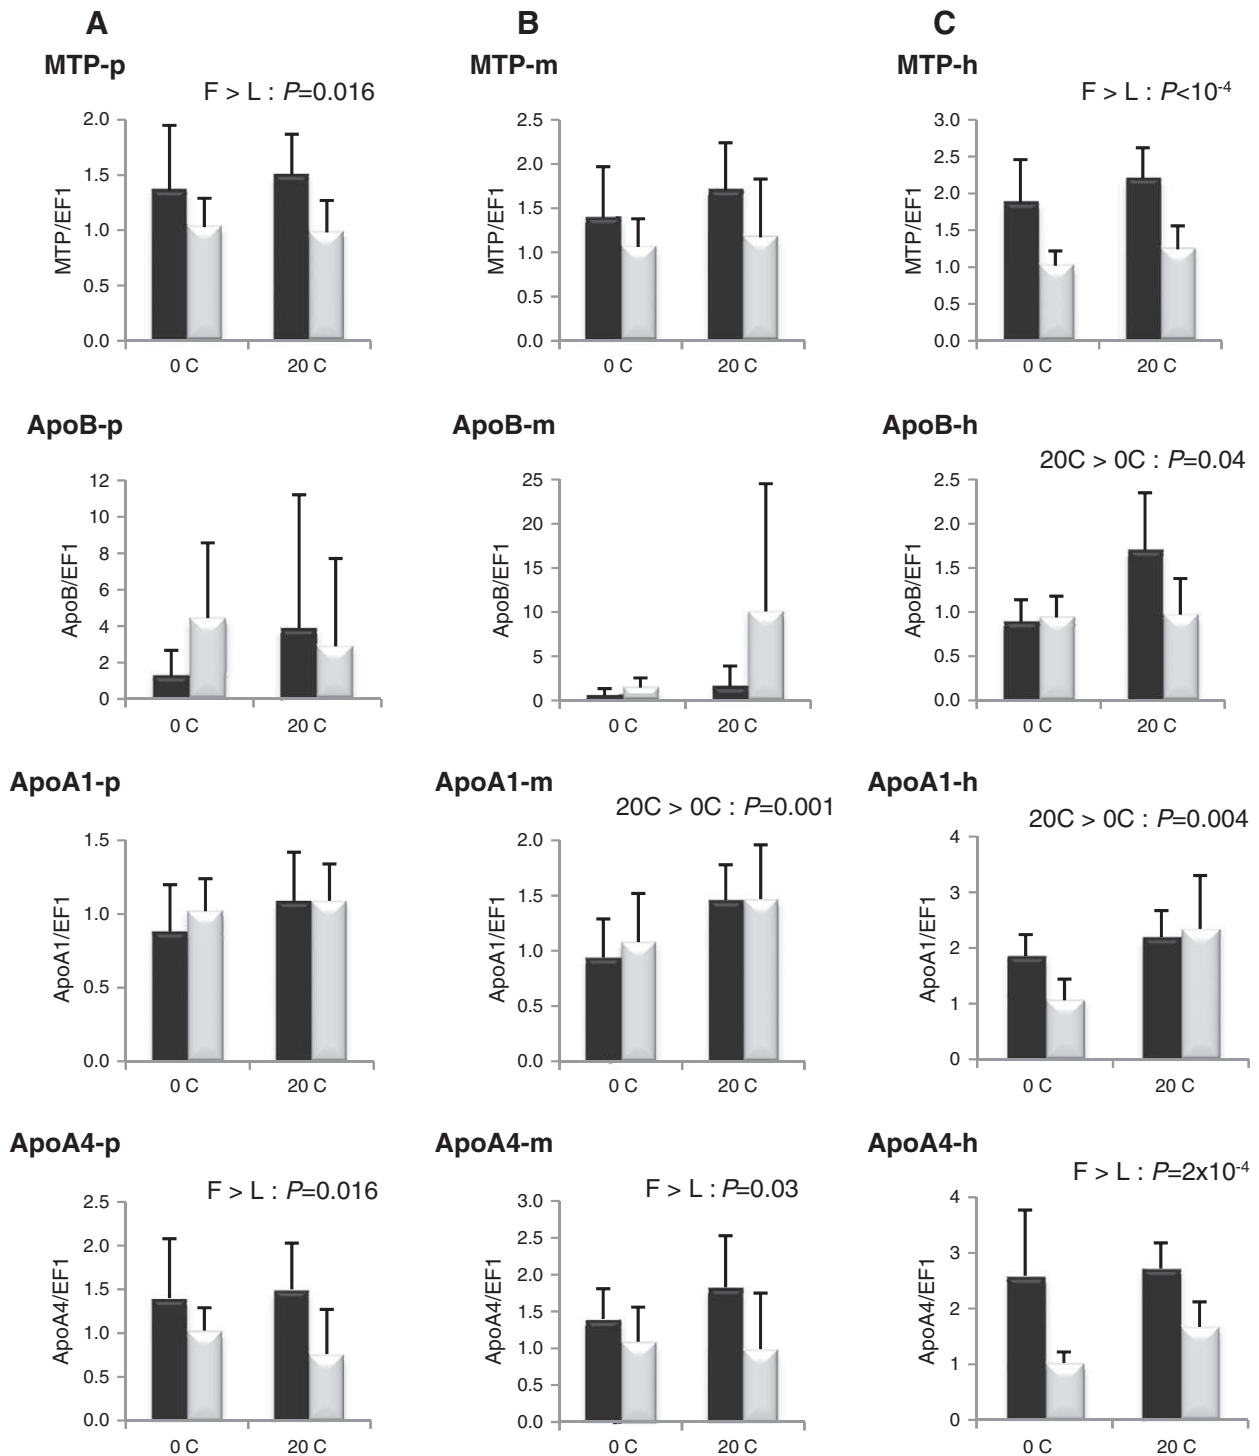 A
B
C
MTP-p
MTP-m
MTP-h
F > L : P=0.016
F > L : P<10-4
2.0
1.5
1.0
0.5
0.0
MTP/EF1
0 C
20 C
2.5
2.0
1.5
1.0
0.5
0.0
MTP/EF1
0 C
20 C
3.0
2.5
2.0
1.5
1.0
0.5
0.0
MTP/EF1
0 C
20 C
ApoB-p
ApoB-m
ApoB-h
20C > 0C : P=0.04
12
10
8
6
4
2
0
ApoB/EF1
0 C
20 C
25
20
15
10
5
0
ApoB/EF1
0 C
20 C
2.5
2.0
1.5
1.0
0.5
0.0
ApoB/EF1
0 C
20 C
ApoA1-p
ApoA1-m
ApoA1-h
20C > 0C : P=0.001
20C > 0C : P=0.004
1.5
1.0
0.5
0.0
ApoA1/EF1
0 C
20 C
2.0
1.5
1.0
0.5
0.0
ApoA1/EF1
0 C
20 C
4
3
2
1
0
ApoA1/EF1
0 C
20 C
ApoA4-p
ApoA4-m
ApoA4-h
F > L : P=0.016
F > L : P=0.03
F > L : P=2x10-4
2.5
2.0
1.5
1.0
0.5
0.0
ApoA4/EF1
0 C
20 C
3.0
2.5
2.0
1.5
1.0
0.5
0.0
ApoA4/EF1
0 C
20 C
4
3
2
1
0
ApoA4/EF1
0 C
20 C